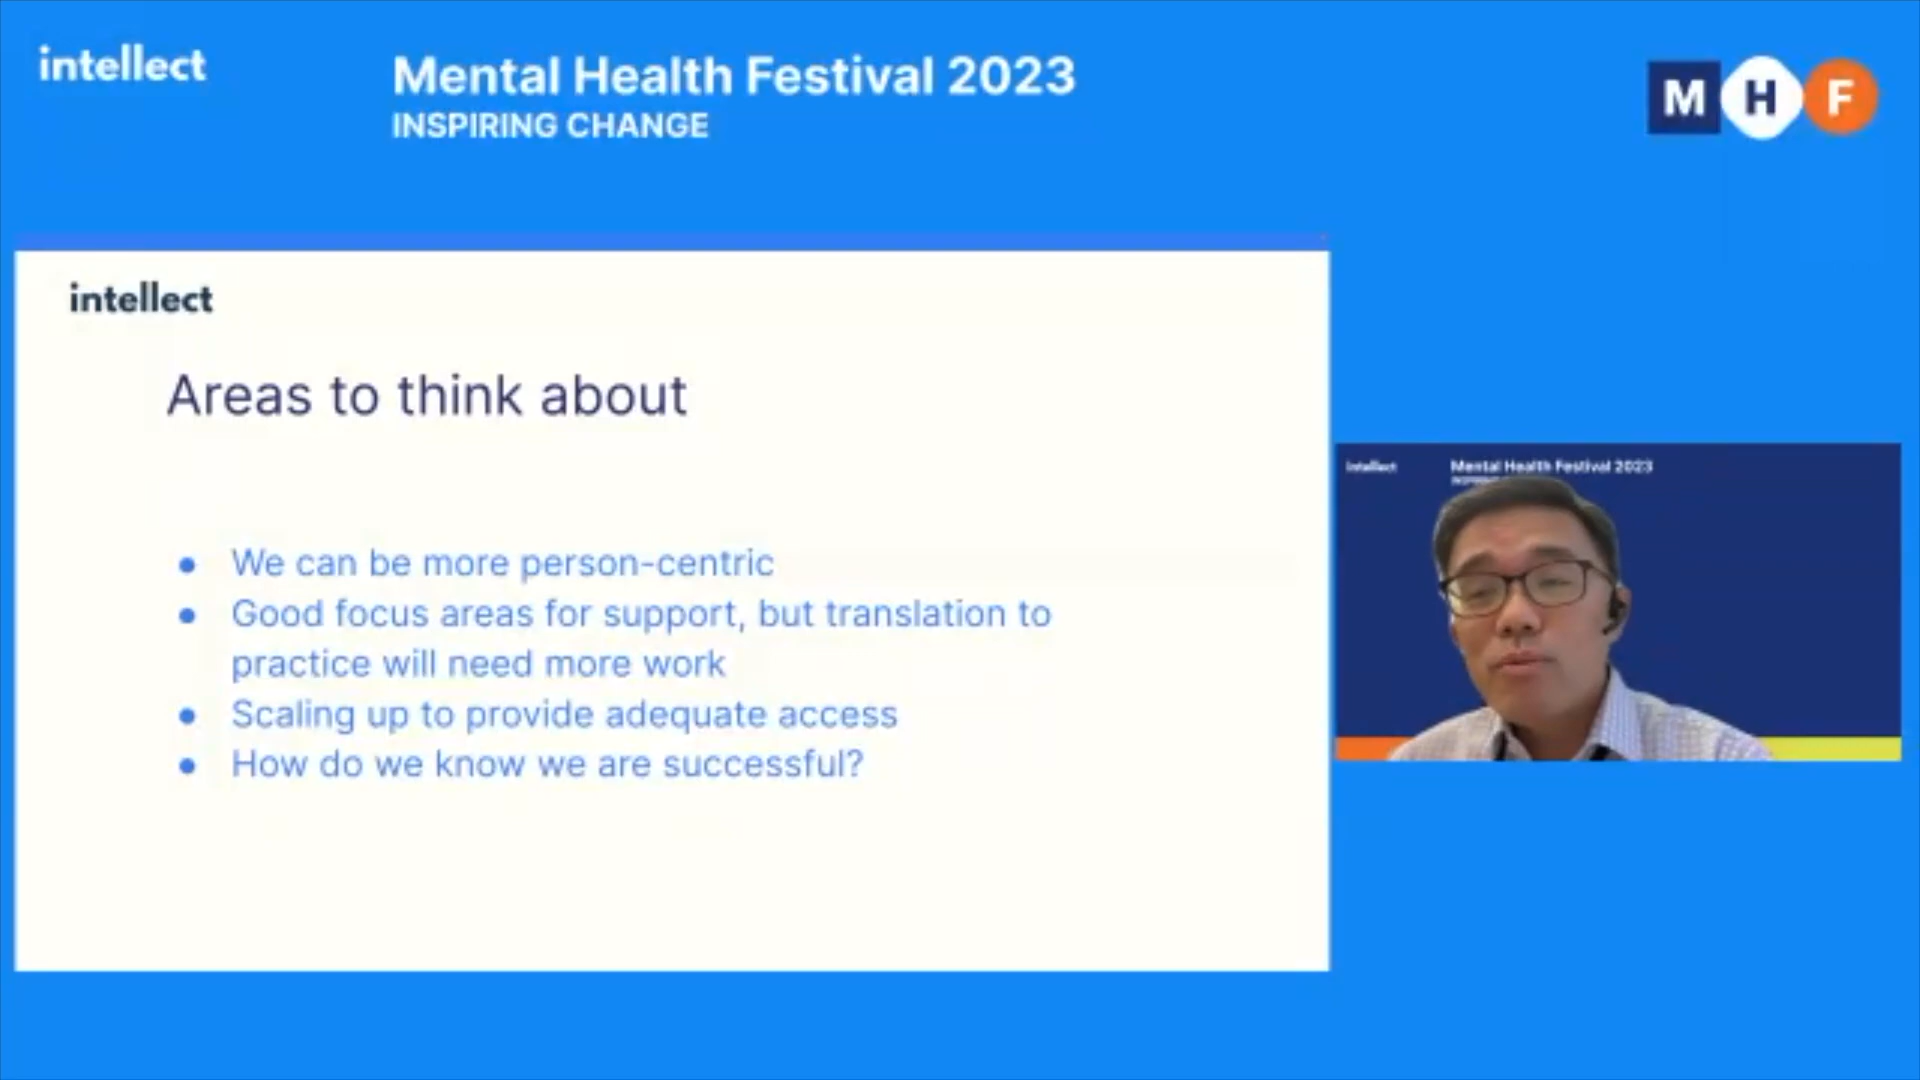 intellect
Mental Health Festival 2023
INSPIRING CHANGE
M H F
intellect
Areas to think about
• We can be more person-centric
• Good focus areas for support, but translation to
practice will need more work
• Scaling up to provide adequate access
• How do we know we are successful?
intellect
Mental Health Festival 2023